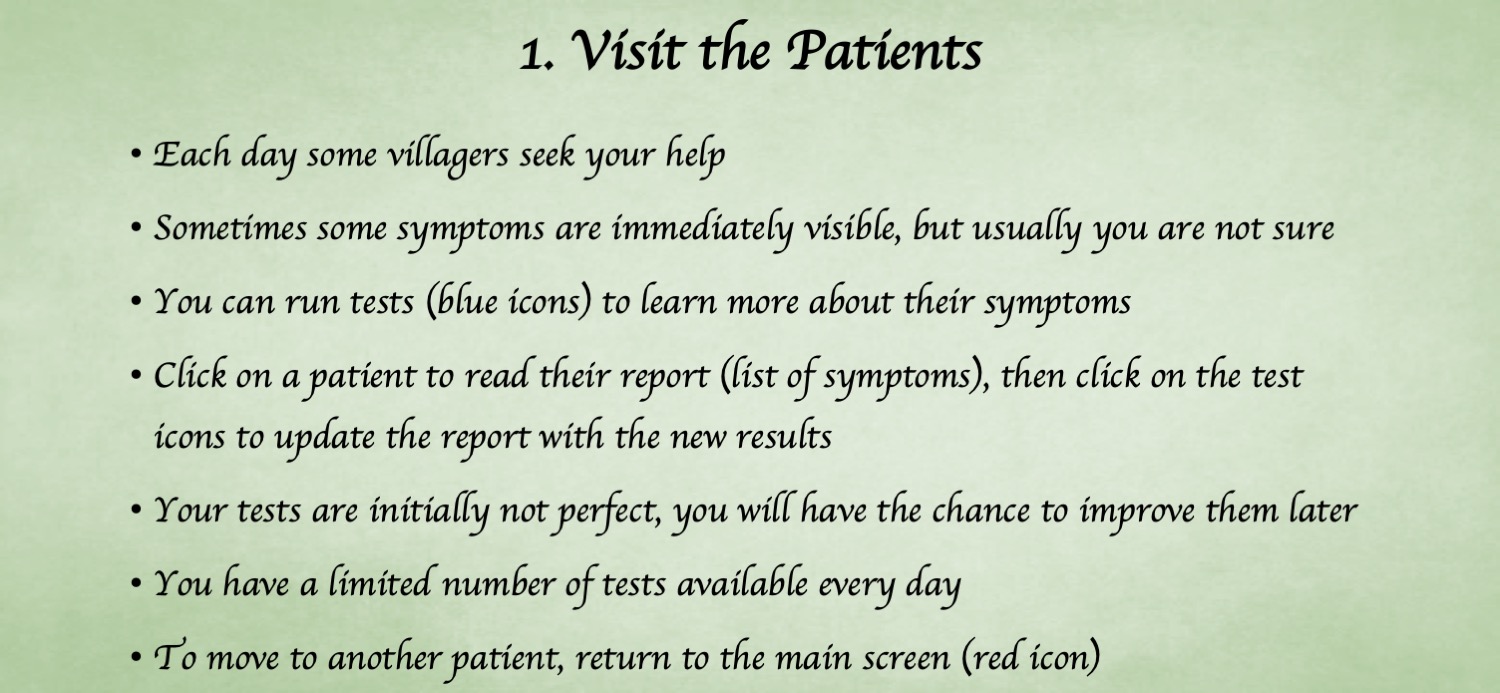 1. Visit the Patients
• Each day some villagers seek your help
• Sometimes some symptoms are immediately visible, but usually you are not sure
• You can run tests (blue icons) to learn more about their symptoms
• Click on a patient to read their report (list of symptoms), then click on the test
icons to update the report with the new results
• Your tests are initially not perfect, you will have the chance to improve them later
• You have a limited number of tests available every day
• To move to another patient, return to the main screen (red icon)